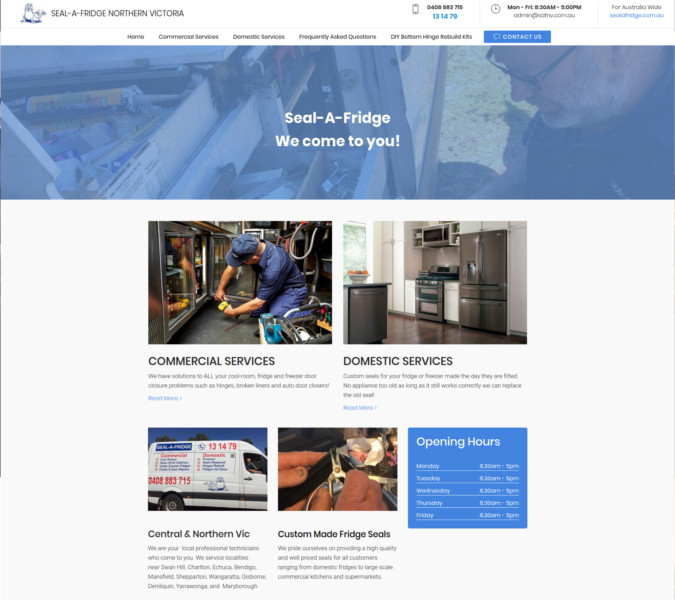 SEAL-A-FRIDGE NORTHERN VICTORIA
0408 883 715
13 14 79
Mon - Fri: 8:30AM - 5:00PM
admin@safnv.com.au
For Australia Wide
sealafridge.com.au
Home
Commercial Services
Domestic Services
Frequently Asked Questions
DIY Bottom Hinge Rebuild Kits
CONTACT US
Seal-A-Fridge
We come to you!
COMMERCIAL SERVICES
We have solutions to ALL your cool-room, fridge and freezer door
closure problems such as hinges, broken liners and auto door closers!
Read More >
DOMESTIC SERVICES
Custom seals for your fridge or freezer made the day they are fitted.
No appliance too old as long as it still works correctly we can replace
the old seal!
Read More >
SEAL-A-FRIDGE
13 14 79
Commercial
Domestic
0408 883 715
Central & Northern Vic
We are your local professional technicians
who come to you. We service localities
near Swan Hill, Charlton, Echuca, Bendigo,
Mansfield, Shepparton, Wangaratta, Gisborne,
Deniliquin, Yarrawonga, and Maryborough
Custom Made Fridge Seals
We pride ourselves on providing a high quality
and well priced seals for all customers
ranging from domestic fridges to large scale
commercial kitchens and supermarkets.
Opening Hours
Monday 8.30am - 5pm
Tuesday 8.30am - 5pm
Wednesday 8.30am - 5pm
Thursday 8.30am - 5pm
Friday 8.30am - 5pm